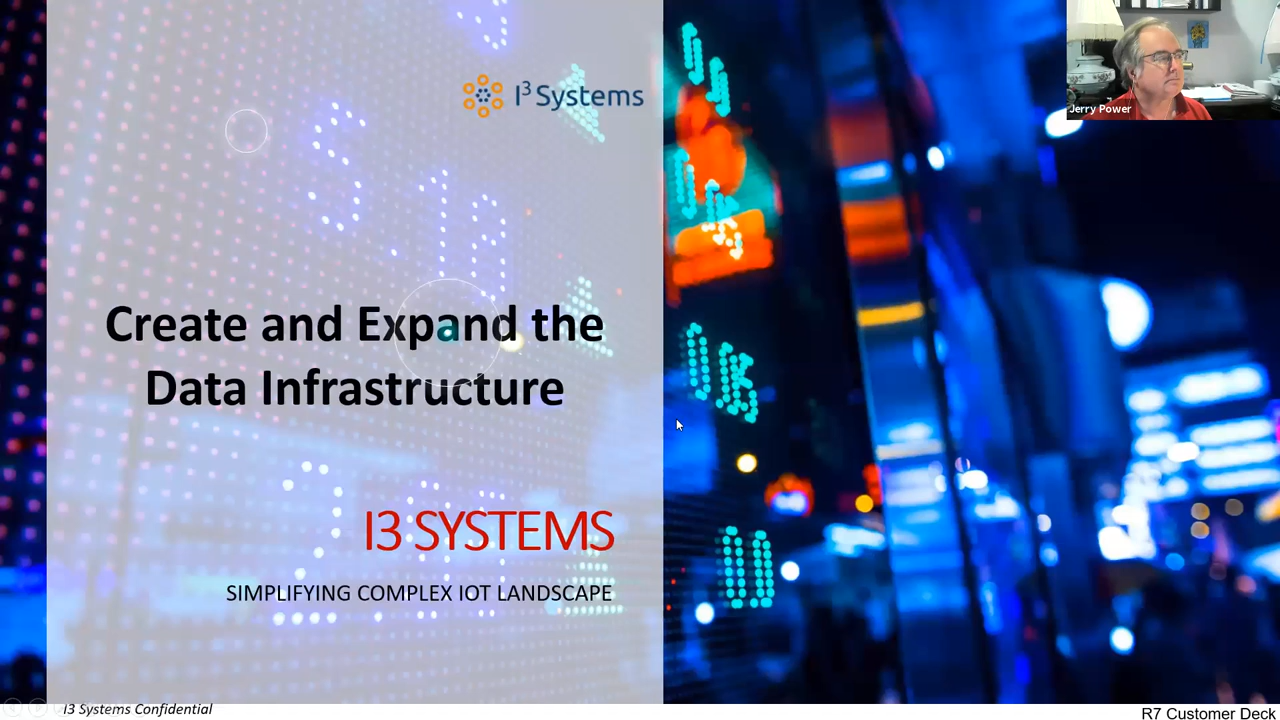 I³ Systems
Jerry Power
Create and Expand the
Data Infrastructure
I3 SYSTEMS
SIMPLIFYING COMPLEX IOT LANDSCAPE
I3 Systems Confidential
R7 Customer Deck